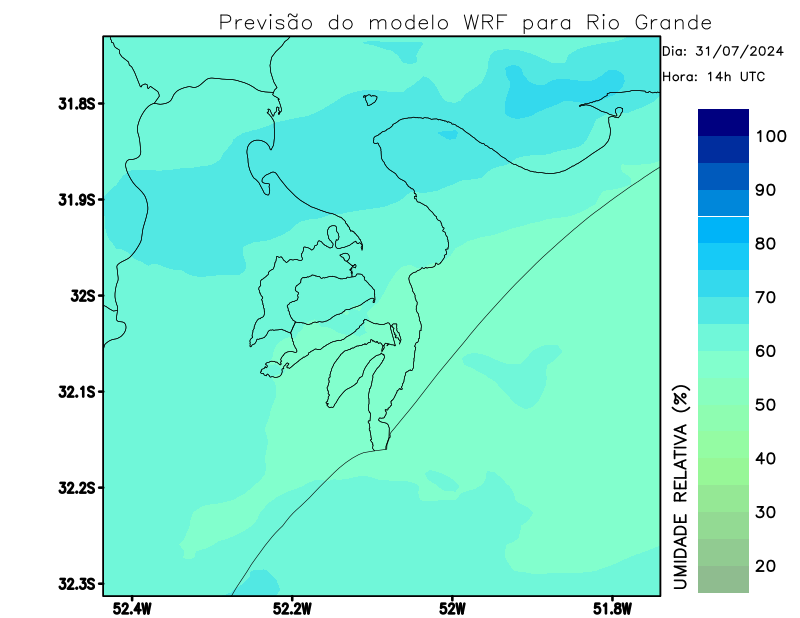 Previsão do modelo WRF para Rio Grande
Dia: 31/07/2024
Hora: 14h UTC
31.8S
31.9S
32S
32.1S
32.2S
32.3S
52.4W
52.2W
52W
51.8W
100
90
80
70
60
50
40
30
20
UMIDADE RELATIVA (%)